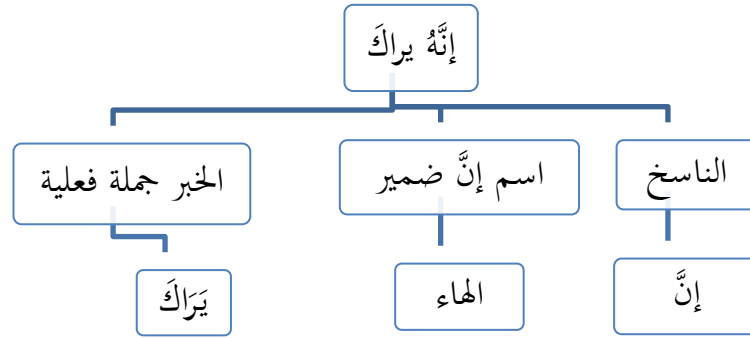 إنَّهُ يراكَ
الناسخ
اسم إنَّ ضمير
الخبر جملة فعلية
إنَّ
الهاء
يَرَاكَ